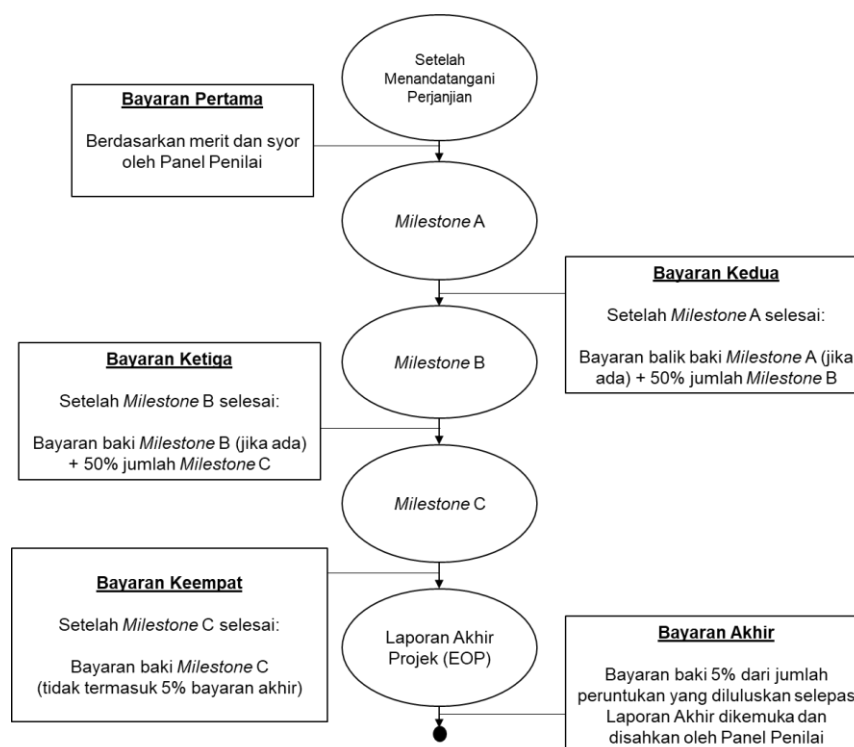 Setelah
Menandatangani
Perjanjian
Bayaran Pertama
Berdasarkan merit dan syor
oleh Panel Penilai
Milestone A
Bayaran Kedua
Setelah Milestone A selesai:
Bayaran balik baki Milestone A (jika
ada) + 50% jumlah Milestone B
Milestone B
Bayaran Ketiga
Setelah Milestone B selesai:
Bayaran baki Milestone B (jika ada)
+ 50% jumlah Milestone C
Milestone C
Bayaran Keempat
Setelah Milestone C selesai:
Bayaran baki Milestone C
(tidak termasuk 5% bayaran akhir)
Laporan Akhir
Projek (EOP)
Bayaran Akhir
Bayaran baki 5% dari jumlah
peruntukan yang diluluskan selepas
Laporan Akhir dikemuka dan
disahkan oleh Panel Penilai